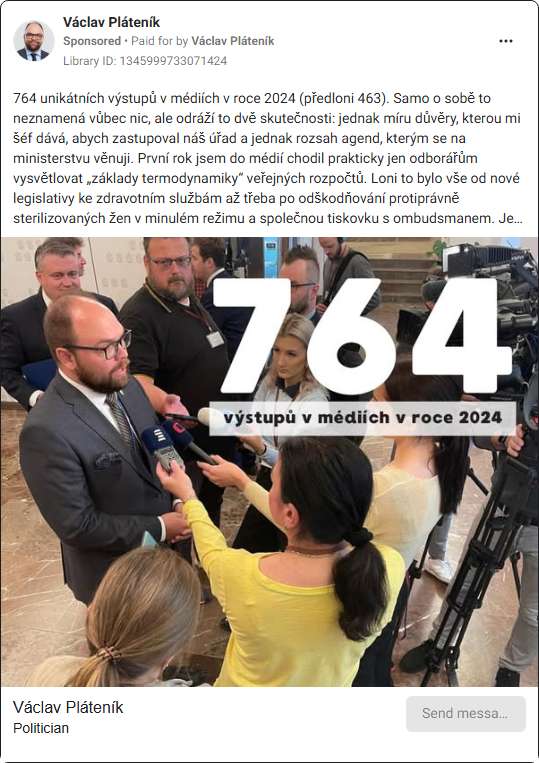 Václav Pláteník
Sponsored • Paid for by Václav Pláteník
Library ID: 1345999733071424
764 unikátních výstupů v médiích v roce 2024 (předloni 463). Samo o sobě to
neznamená vůbec nic, ale odráží to dvě skutečnosti: jednak míru důvěry, kterou mi
šéf dává, abych zastupoval náš úřad a jednak rozsah agend, kterým se na
ministerstvu věnuji. První rok jsem do médií chodil prakticky jen odborářům
vysvětlovat „základy termodynamiky“ veřejných rozpočtů. Loni to bylo vše od nové
legislativy ke zdravotním službám až třeba po odškodňování protiprávně
sterilizovaných žen v minulém režimu a společnou tiskovku s ombudsmanem. Je…
764
výstupů v médiích v roce 2024
Václav Pláteník
Politician
Send messa…